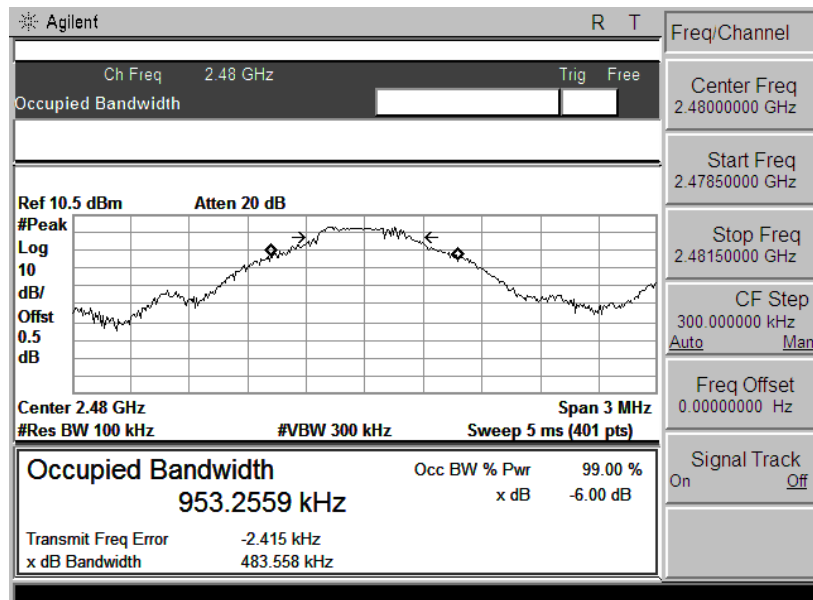 Agilent R T
Freq/Channel
Ch Freq 2.48 GHz Trig Free
Occupied Bandwidth
Center Freq
2.48000000 GHz
Start Freq
2.47850000 GHz
Stop Freq
2.48150000 GHz
CF Step
300.000000 kHz
Auto Man
Freq Offset
0.00000000 Hz
Signal Track
On Off
Ref 10.5 dBm Atten 20 dB
#Peak
Log
10
dB/
Offst
0.5
dB
Center 2.48 GHz Span 3 MHz
#Res BW 100 kHz #VBW 300 kHz Sweep 5 ms (401 pts)
Occupied Bandwidth
953.2559 kHz
Occ BW % Pwr 99.00 %
x dB -6.00 dB
Transmit Freq Error -2.415 kHz
x dB Bandwidth 483.558 kHz